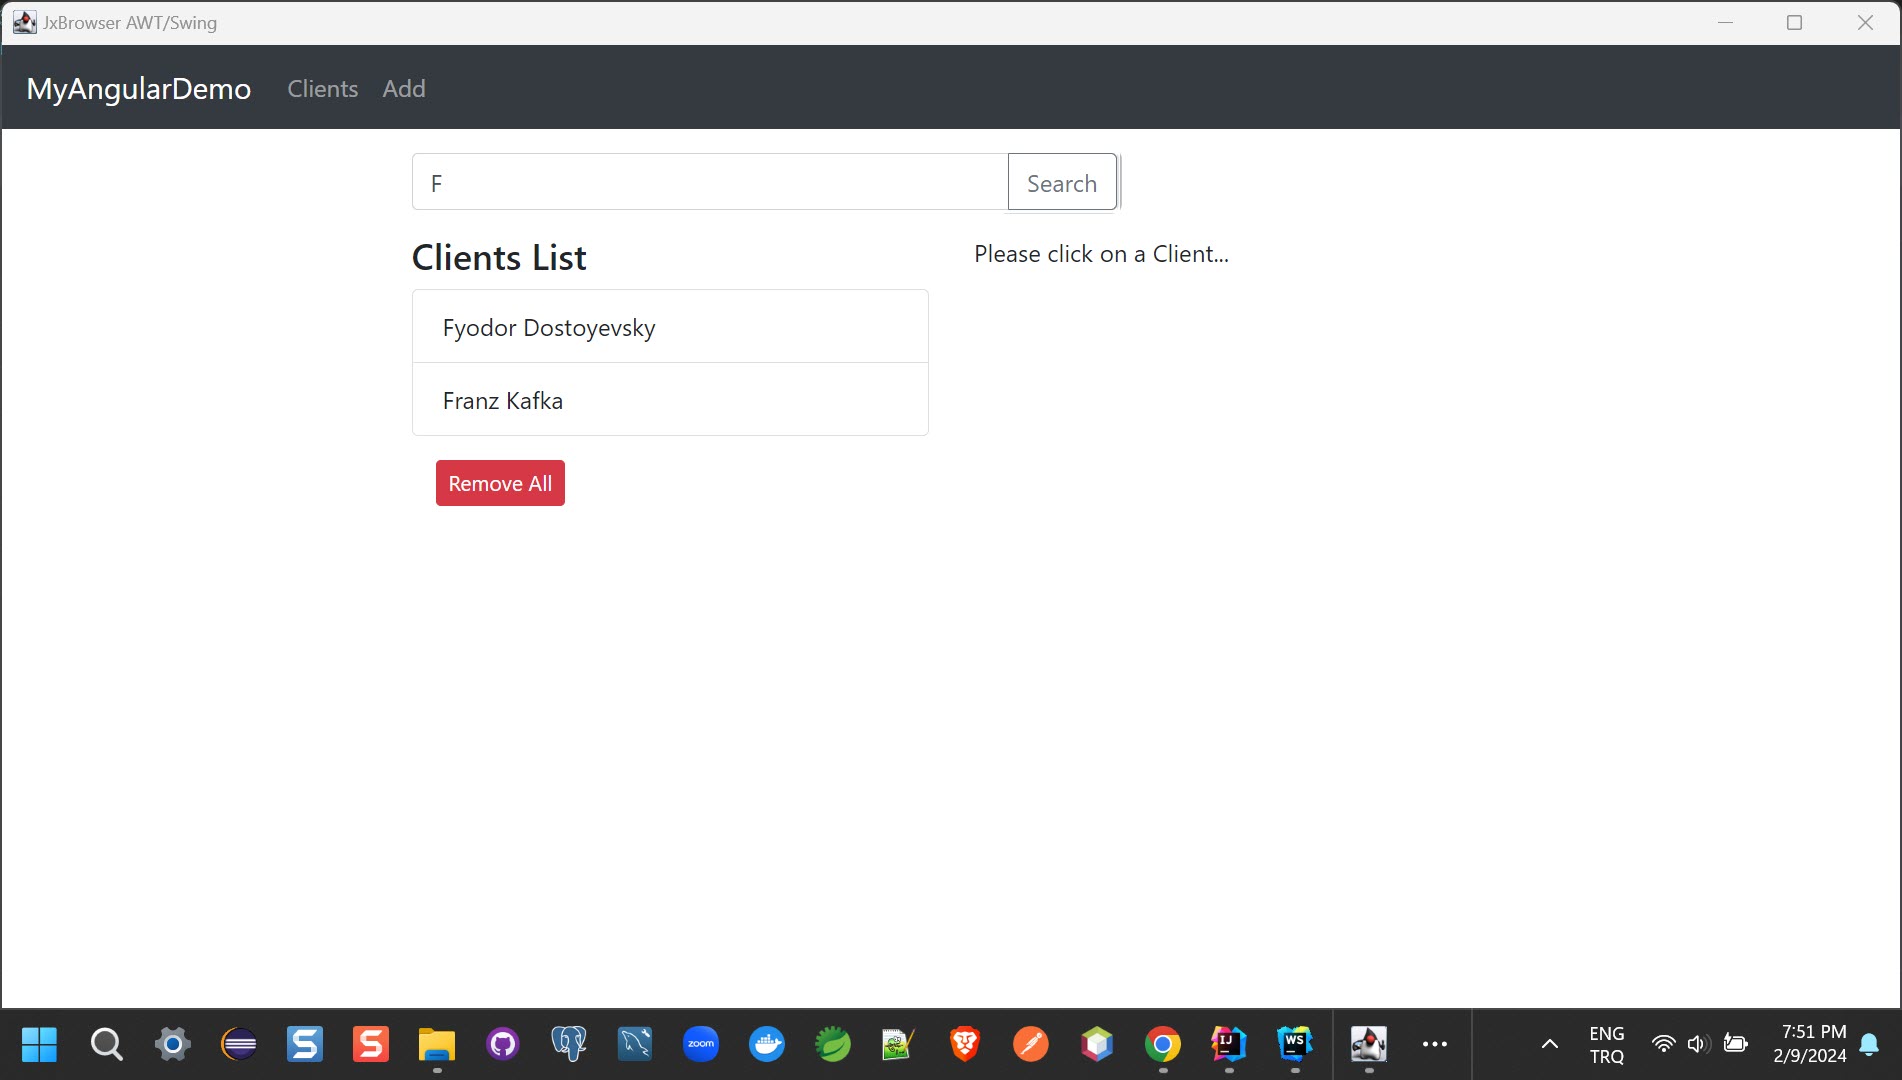 JxBrowser AWT/Swing
MyAngularDemo Clients Add
F Search
Clients List
Please click on a Client...
Fyodor Dostoyevsky
Franz Kafka
Remove All
S S zoom IJ WS
ENG
TRQ
7:51 PM
2/9/2024